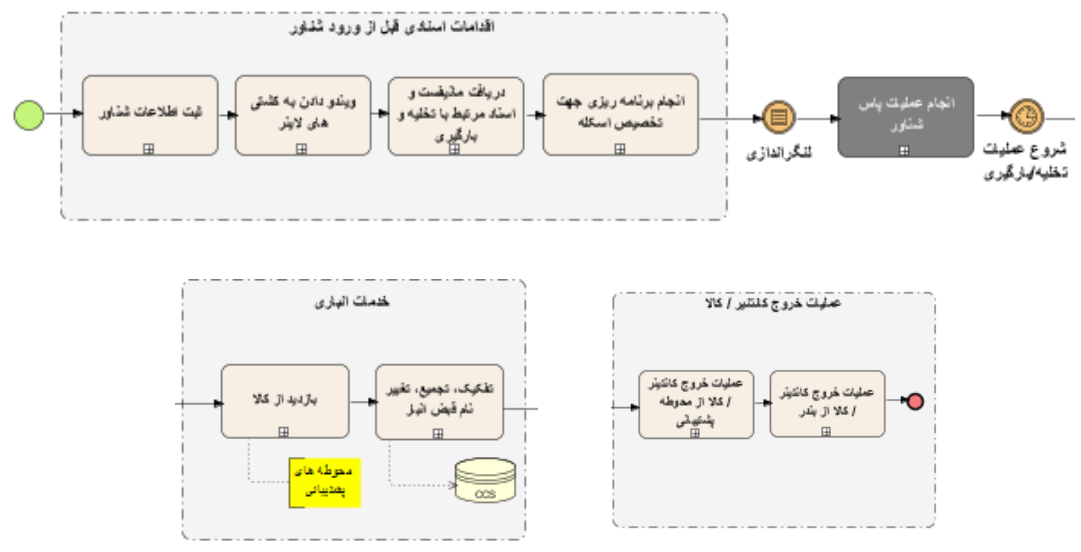 اقدامات اسنادی قبل از ورود شناور
ثبت اطلاعات شناور
ویندو دادن به کشتی
های لاینر
دریافت مانیفست و
اسناد مرتبط با تخلیه و
بارگیری
انجام برنامه ریزی جهت
تخصیص اسکله
لنگراندازی
انجام عملیات پاس
شناور
شروع عملیات
تخلیه/بارگیری
خدمات انباری
بازدید از کالا
تفکیک، تجمیع، تغییر
نام قبض انبار
محوطه های
پشتیبانی
CCS
عملیات خروج کانتنیر / کالا
عملیات خروج کانتینر
/ کالا از محوطه
پشتیبانی
عملیات خروج کانتینر
/ کالا از بندر